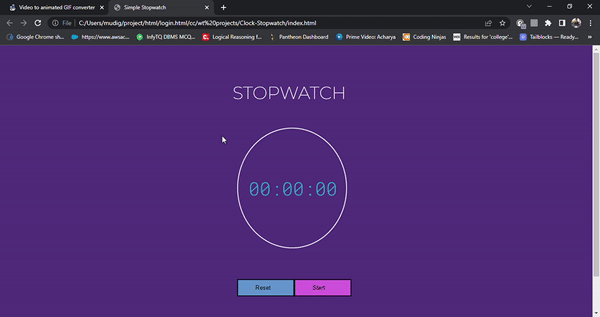 Video to animated GIF converter
Simple Stopwatch
File
C:/Users/mudig/project/html/login.html/cc/wt%20projects/Clock-Stopwatch/index.html
Google Chrome sh...
https://www.awsac...
InfyTQ DBMS MCQ...
Logical Reasoning f...
Pantheon Dashboard
Prime Video: Acharya
Coding Ninjas
Results for 'college'...
Tailblocks — Ready...
STOPWATCH
00:00:00
Reset
Start